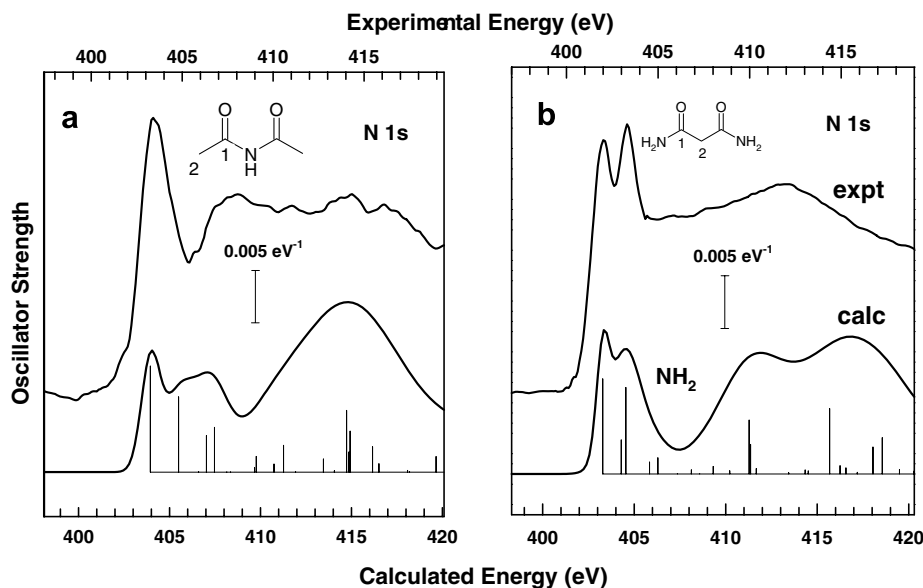 Experimental Energy (eV)
400 405 410 415
400 405 410 415
a
O O
N 1s
2 1 N
H
b
O O
H₂N 1 2 NH₂
N 1s
expt
0.005 eV⁻¹
0.005 eV⁻¹
calc
NH₂
Oscillator Strength
400 405 410 415 420
400 405 410 415 420
Calculated Energy (eV)